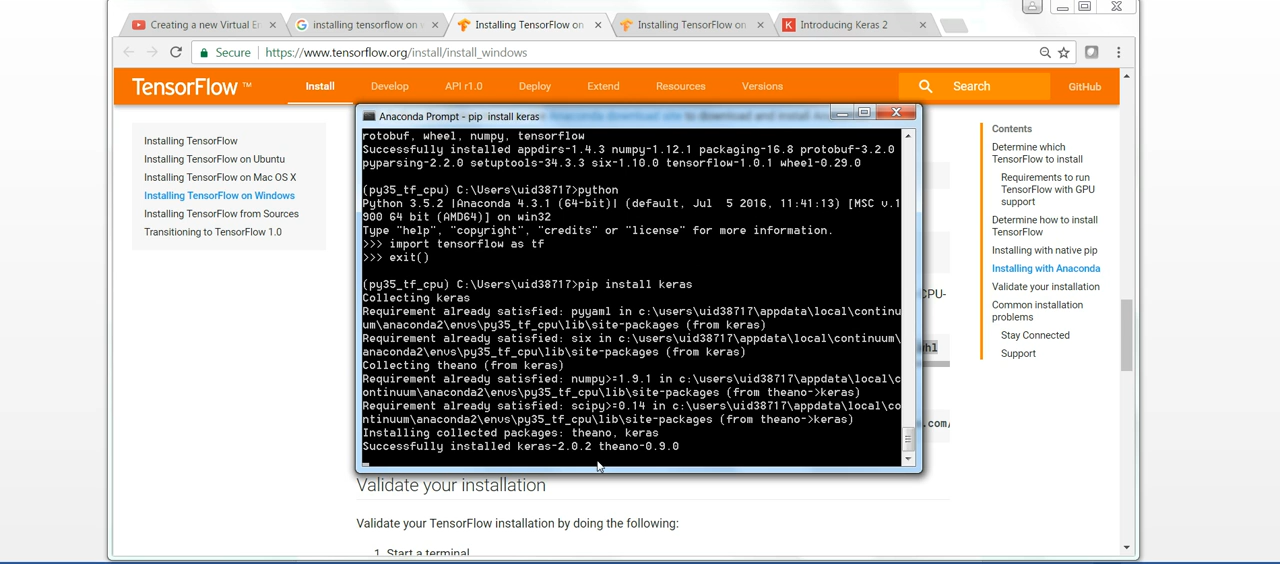 Creating a new Virtual Er
installing tensorflow on
Installing TensorFlow on
Installing TensorFlow on
Introducing Keras 2
Secure
https://www.tensorflow.org/install/install_windows
TensorFlow ™
Install
Develop
API r1.0
Deploy
Extend
Resources
Versions
Search
GitHub
Installing TensorFlow
Installing TensorFlow on Ubuntu
Installing TensorFlow on Mac OS X
Installing TensorFlow on Windows
Installing TensorFlow from Sources
Transitioning to TensorFlow 1.0
Anaconda Prompt - pip install keras
rotobuf, wheel, numpy, tensorflow
Successfully installed appdirs-1.4.3 numpy-1.12.1 packaging-16.8 protobuf-3.2.0
pyparsing-2.2.0 setuptools-34.3.3 six-1.10.0 tensorflow-1.0.1 wheel-0.29.0
(py35_tf_cpu) C:\Users\uid38717>python
Python 3.5.2 |Anaconda 4.3.1 (64-bit)| (default, Jul 5 2016, 11:41:13) [MSC v.1
900 64 bit (AMD64)] on win32
Type "help", "copyright", "credits" or "license" for more information.
>>> import tensorflow as tf
>>> exit()
(py35_tf_cpu) C:\Users\uid38717>pip install keras
Collecting keras
Requirement already satisfied: pyyaml in c:\users\uid38717\appdata\local\continu
um\anaconda2\envs\py35_tf_cpu\lib\site-packages (from keras)
Requirement already satisfied: six in c:\users\uid38717\appdata\local\continuum\
anaconda2\envs\py35_tf_cpu\lib\site-packages (from keras)
Collecting theano (from keras)
Requirement already satisfied: numpy>=1.9.1 in c:\users\uid38717\appdata\local\c
ontinuum\anaconda2\envs\py35_tf_cpu\lib\site-packages (from theano->keras)
Requirement already satisfied: scipy>=0.14 in c:\users\uid38717\appdata\local\co
ntinuum\anaconda2\envs\py35_tf_cpu\lib\site-packages (from theano->keras)
Installing collected packages: theano, keras
Successfully installed keras-2.0.2 theano-0.9.0
CPU-
whl
.com/
Validate your installation
Validate your TensorFlow installation by doing the following:
1. Start a terminal
Contents
Determine which
TensorFlow to install
Requirements to run
TensorFlow with GPU
support
Determine how to install
TensorFlow
Installing with native pip
Installing with Anaconda
Validate your installation
Common installation
problems
Stay Connected
Support